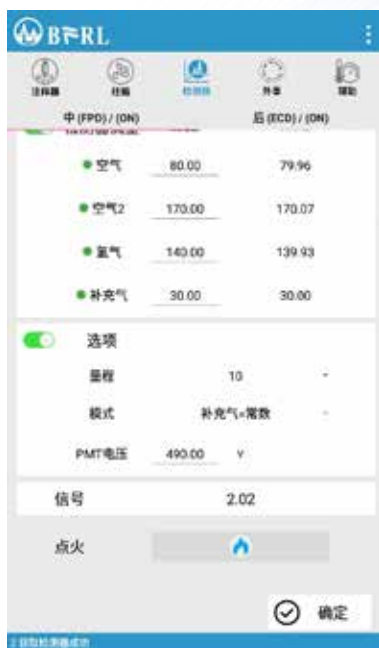 BFRL
进样器 柱箱 检测器 外事 辅助
中 (FPD) / (ON) 后 (ECD) / (ON)
空气 80.00 79.96
空气2 170.00 170.07
氢气 140.00 139.93
补充气 30.00 30.00
选项
量程 10
模式 补充气=常数
PMT电压 490.00 V
信号 2.02
点火
确定